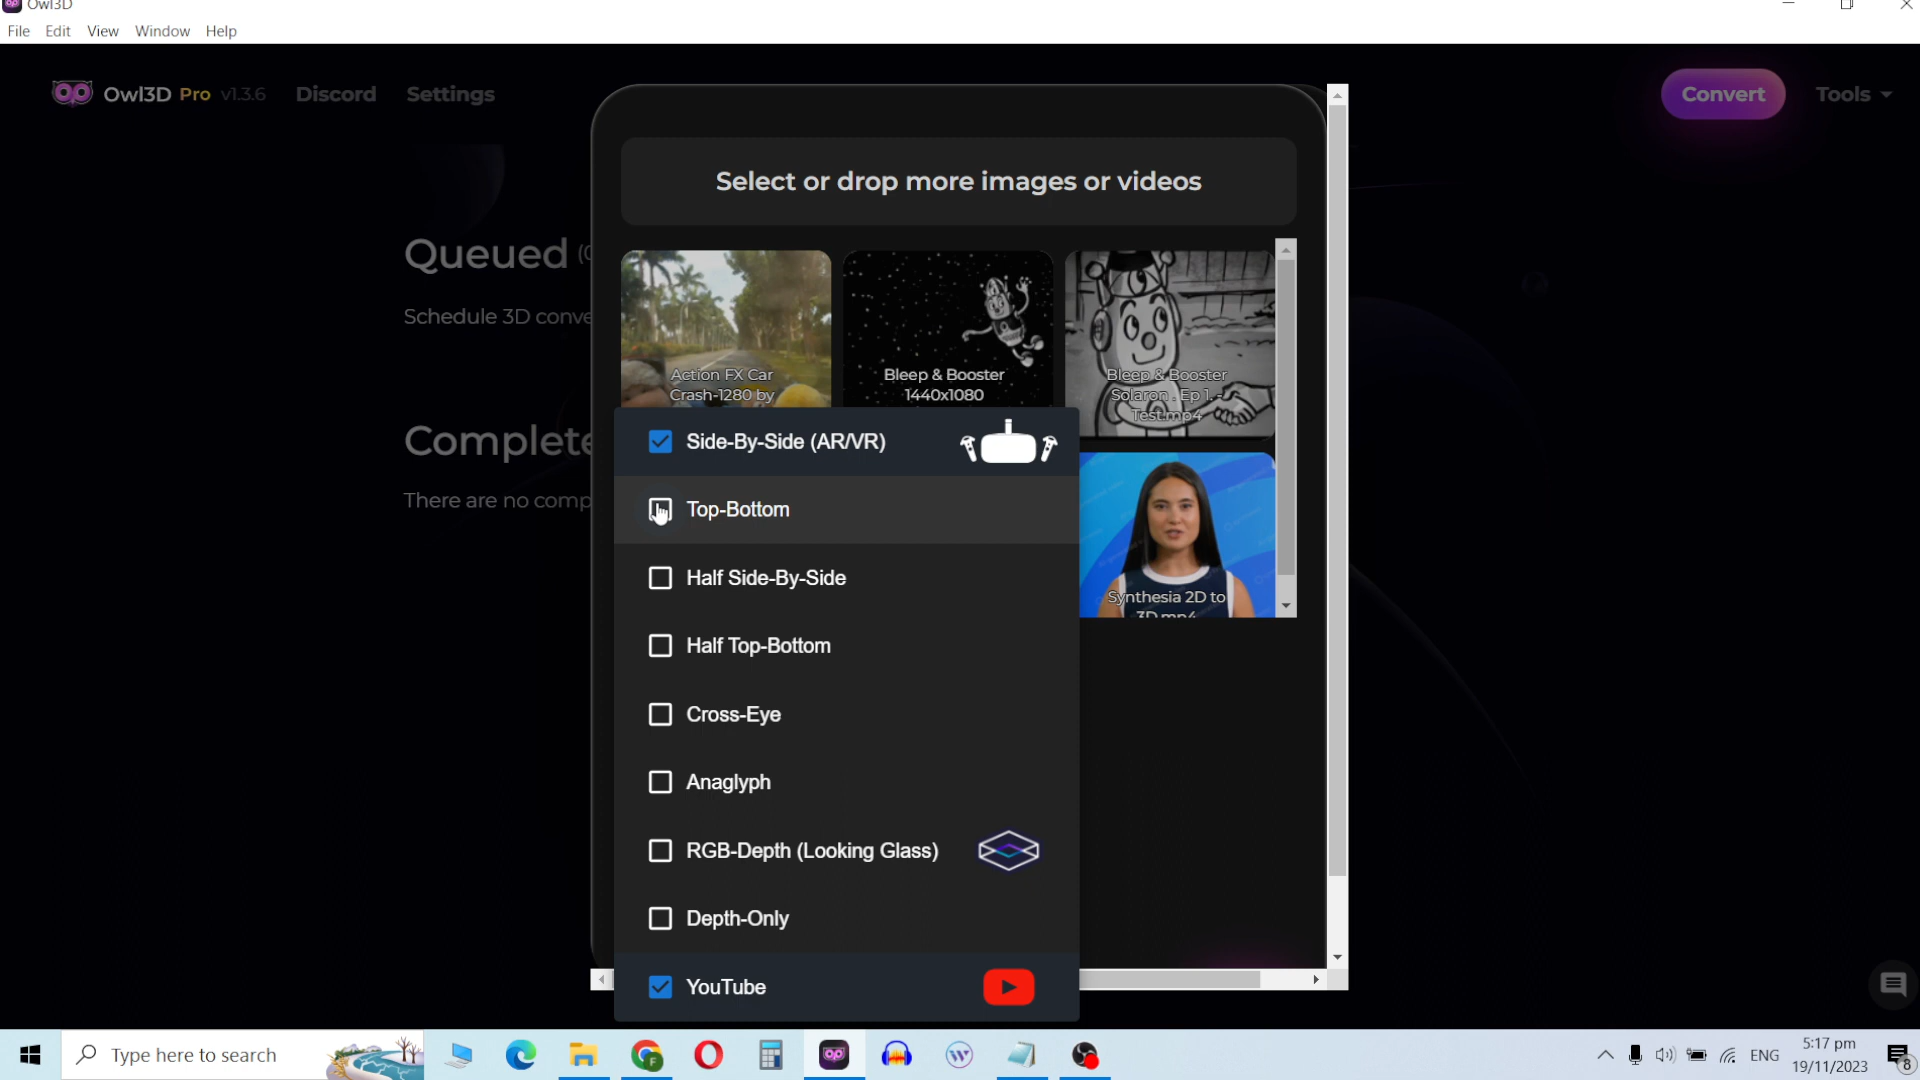 Owl3D
File Edit View Window Help
Owl3D Pro v1.3.6 Discord Settings
Convert Tools
Select or drop more images or videos
Queued
Schedule 3D conve
Complete
There are no comp
Action FX Car
Crash-1280 by
Bleep & Booster
1440x1080
Bleep & Booster
Solaron . Ep 1. -
Test.mp4
Synthesia 2D to
3D.mp4
Side-By-Side (AR/VR)
Top-Bottom
Half Side-By-Side
Half Top-Bottom
Cross-Eye
Anaglyph
RGB-Depth (Looking Glass)
Depth-Only
YouTube
Type here to search
ENG
5:17 pm
19/11/2023
8